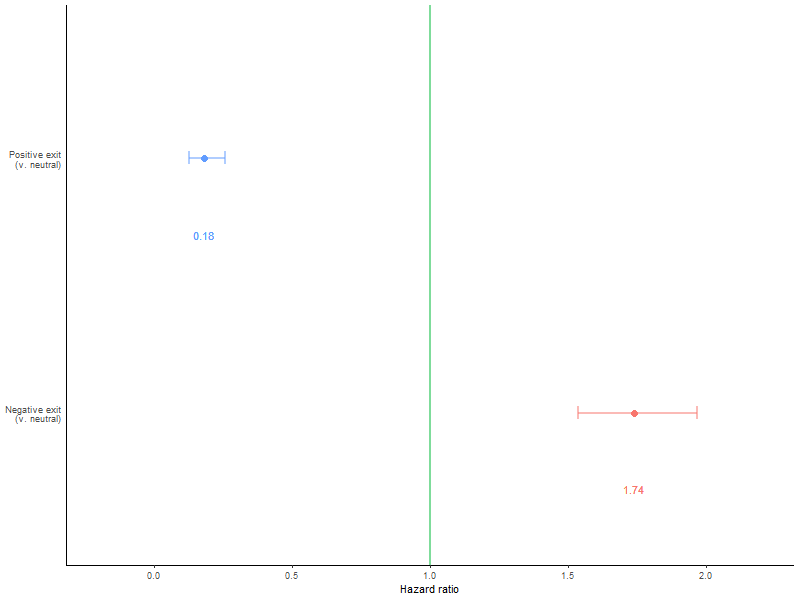 Positive exit
(v. neutral)
0.18
Negative exit
(v. neutral)
1.74
0.0 0.5 1.0 1.5 2.0
Hazard ratio